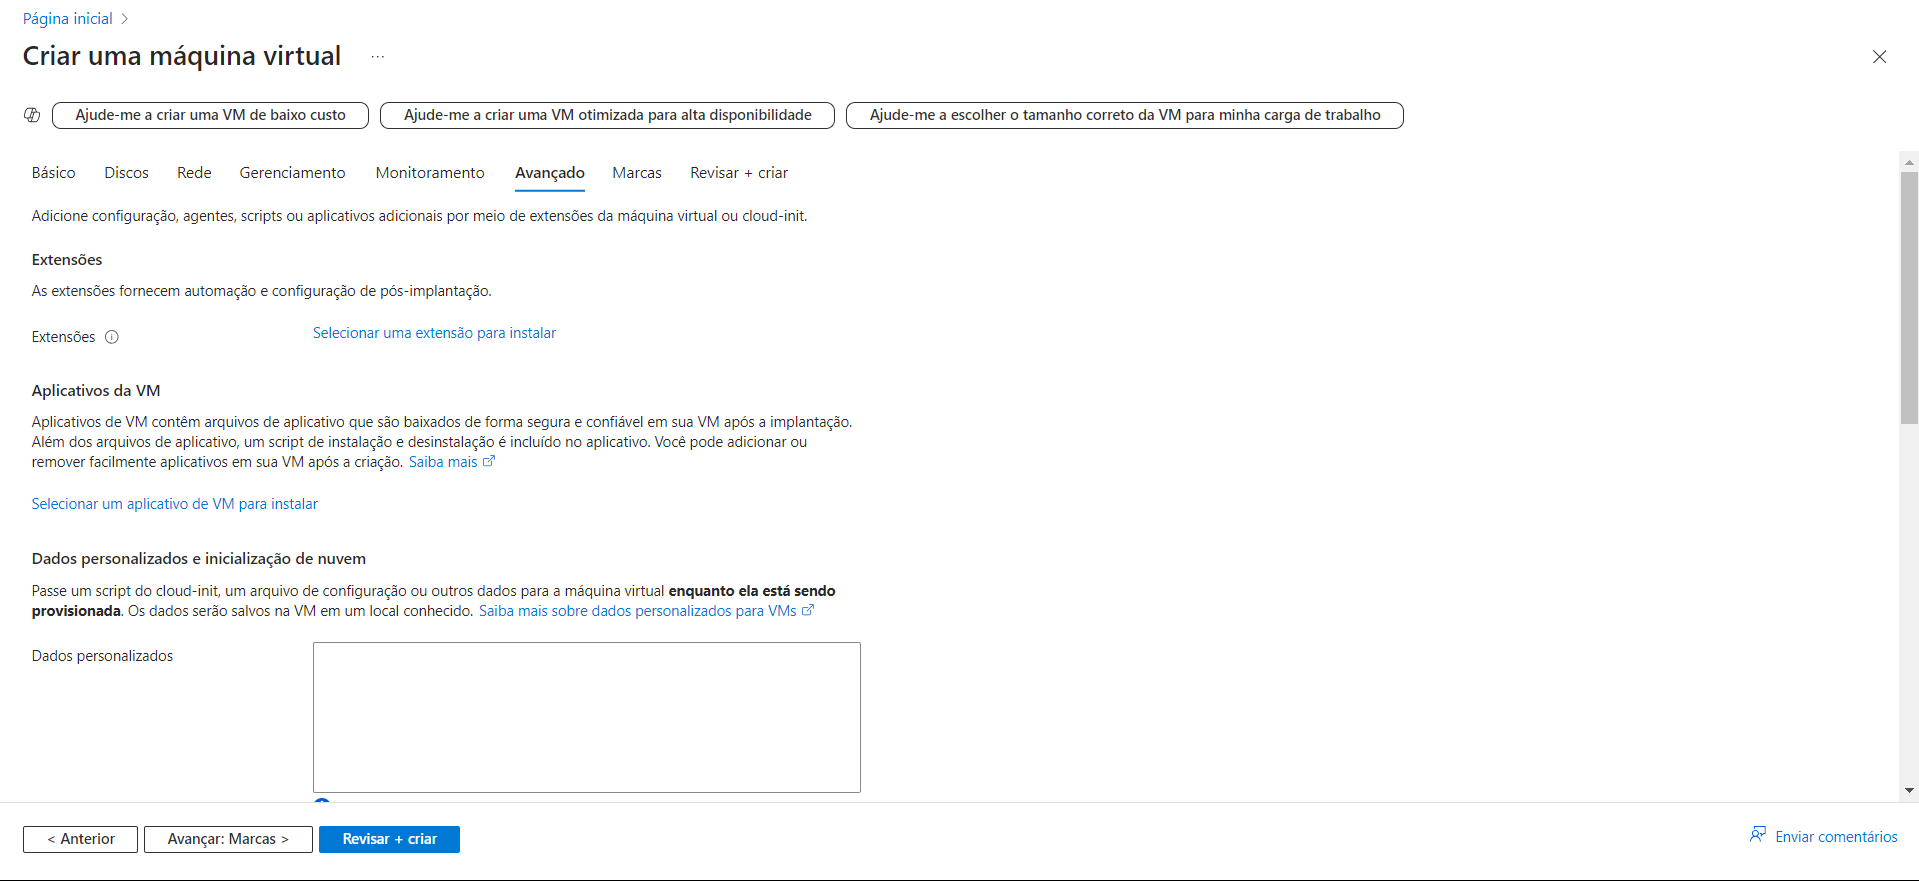 Página inicial
Criar uma máquina virtual ...
Ajude-me a criar uma VM de baixo custo Ajude-me a criar uma VM otimizada para alta disponibilidade Ajude-me a escolher o tamanho correto da VM para minha carga de trabalho
Básico Discos Rede Gerenciamento Monitoramento Avançado Marcas Revisar + criar
Adicione configuração, agentes, scripts ou aplicativos adicionais por meio de extensões da máquina virtual ou cloud-init.
Extensões
As extensões fornecem automação e configuração de pós-implantação.
Extensões Selecionar uma extensão para instalar
Aplicativos da VM
Aplicativos de VM contêm arquivos de aplicativo que são baixados de forma segura e confiável em sua VM após a implantação.
Além dos arquivos de aplicativo, um script de instalação e desinstalação é incluído no aplicativo. Você pode adicionar ou
remover facilmente aplicativos em sua VM após a criação. Saiba mais
Selecionar um aplicativo de VM para instalar
Dados personalizados e inicialização de nuvem
Passe um script do cloud-init, um arquivo de configuração ou outros dados para a máquina virtual enquanto ela está sendo
provisionada. Os dados serão salvos na VM em um local conhecido. Saiba mais sobre dados personalizados para VMs
Dados personalizados
< Anterior Avançar: Marcas > Revisar + criar Enviar comentários